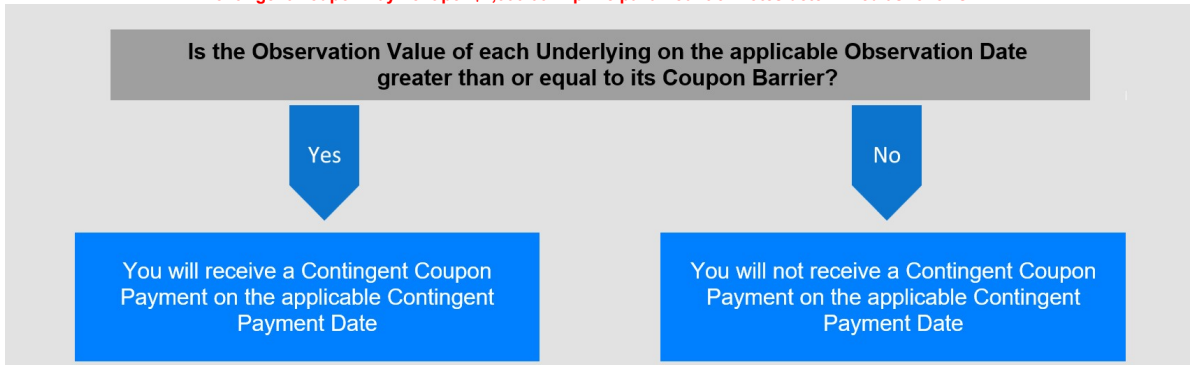 Is the Observation Value of each Underlying on the applicable Observation Date
greater than or equal to its Coupon Barrier?
Yes
No
You will receive a Contingent Coupon
Payment on the applicable Contingent
Payment Date
You will not receive a Contingent Coupon
Payment on the applicable Contingent
Payment Date